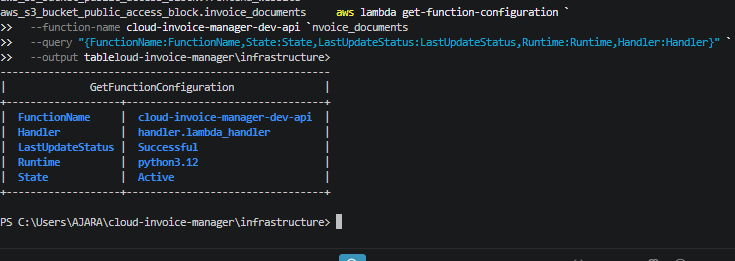 aws_s3_bucket_public_access_block.invoice_documents     aws lambda get-function-configuration `
>>   --function-name cloud-invoice-manager-dev-api `nvoice_documents
>>   --query "{FunctionName:FunctionName,State:State,LastUpdateStatus:LastUpdateStatus,Runtime:Runtime,Handler:Handler}" `
>>   --output tableloud-invoice-manager\infrastructure>
-------------------------------------------------
|            GetFunctionConfiguration            |
+-------------------+------------------------------+
|  FunctionName     |  cloud-invoice-manager-dev-api  |
|  Handler          |  handler.lambda_handler      |
|  LastUpdateStatus |  Successful                  |
|  Runtime          |  python3.12                  |
|  State            |  Active                      |
+-------------------+------------------------------+
PS C:\Users\AJARA\cloud-invoice-manager\infrastructure>